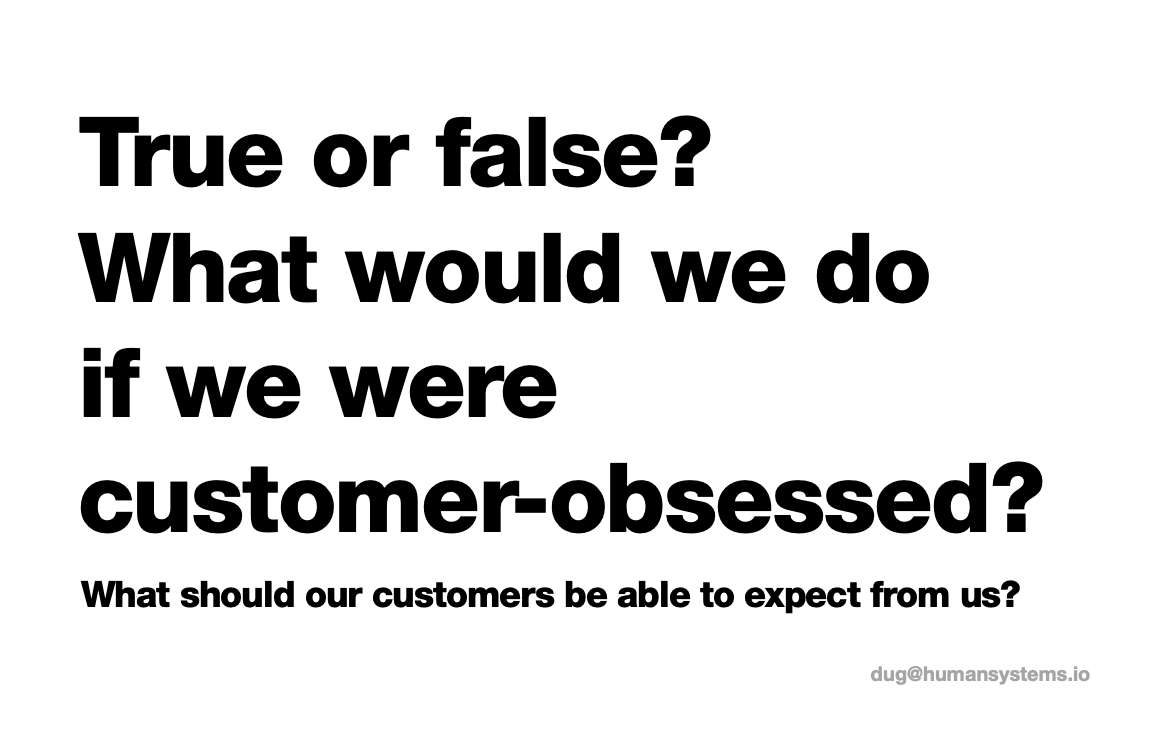 True or false?
What would we do
if we were
customer-obsessed?
What should our customers be able to expect from us?
dug@humansystems.io